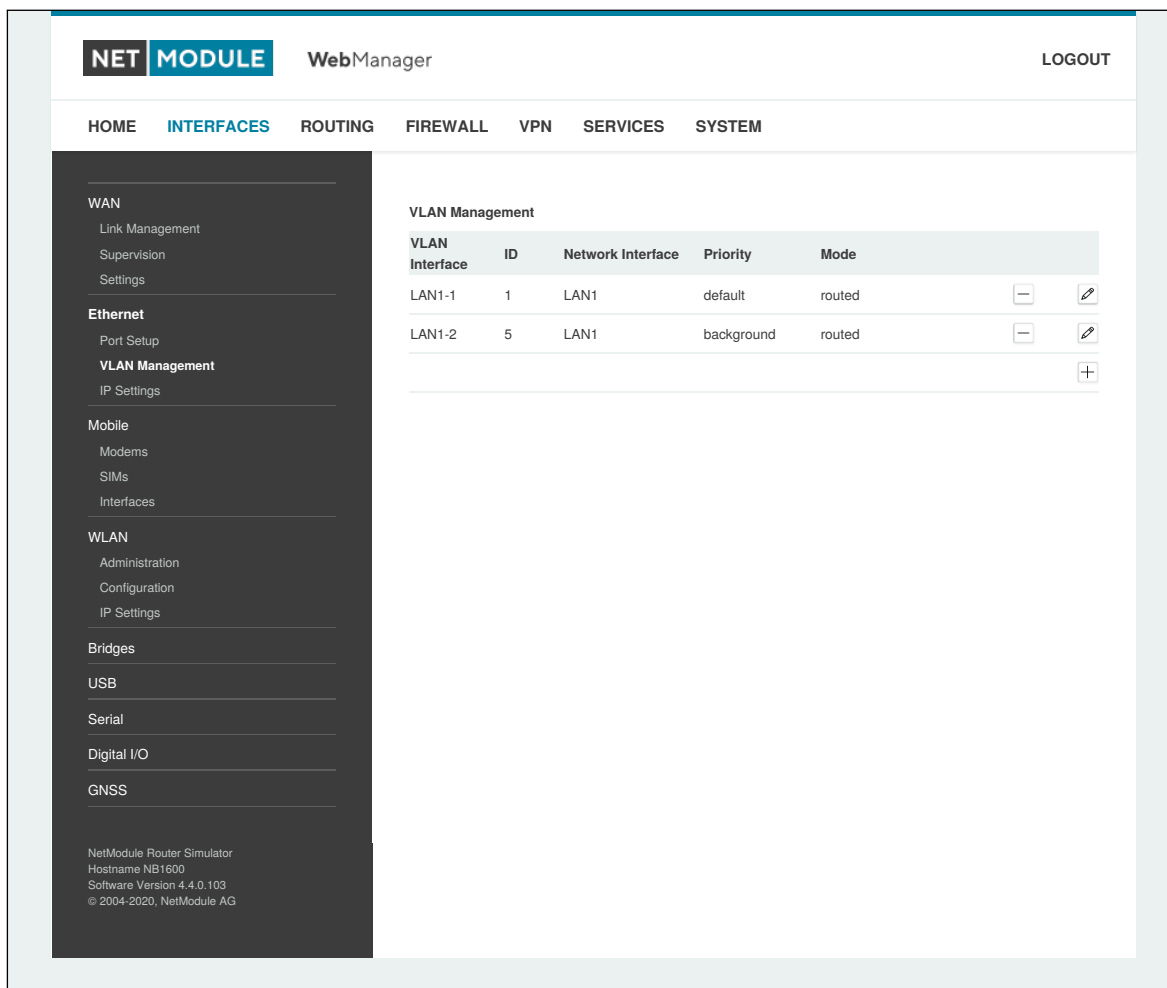 NET MODULE WebManager LOGOUT
HOME INTERFACES ROUTING FIREWALL VPN SERVICES SYSTEM
WAN
Link Management
Supervision
Settings
Ethernet
Port Setup
VLAN Management
IP Settings
Mobile
Modems
SIMs
Interfaces
WLAN
Administration
Configuration
IP Settings
Bridges
USB
Serial
Digital I/O
GNSS
NetModule Router Simulator
Hostname NB1600
Software Version 4.4.0.103
© 2004-2020, NetModule AG
VLAN Management
VLAN
Interface ID Network Interface Priority Mode
LAN1-1 1 LAN1 default routed
LAN1-2 5 LAN1 background routed